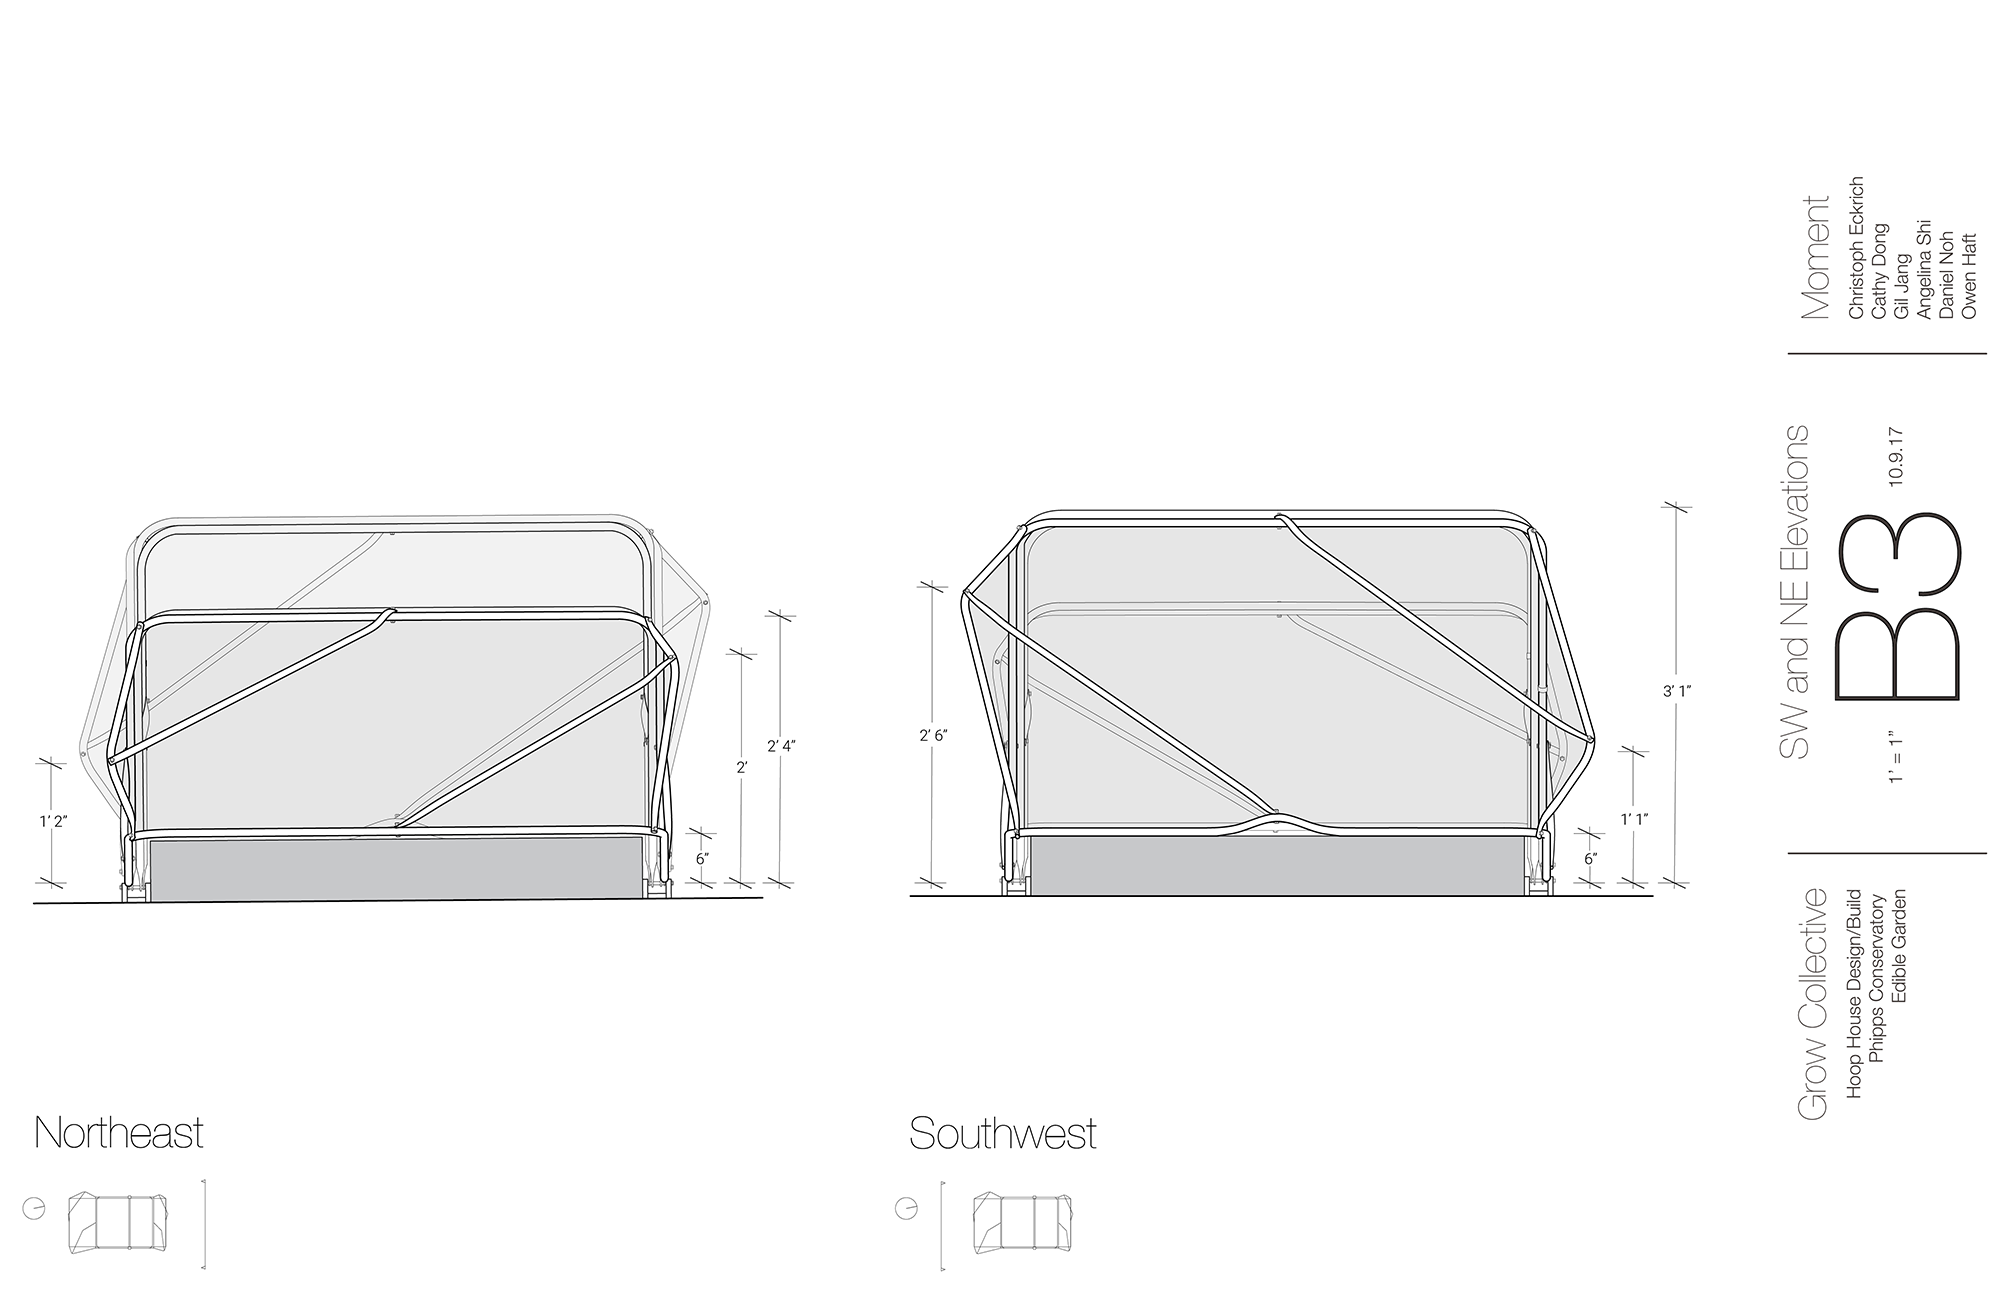 1' 2"
6"
2'
2' 4"
2' 6"
6"
1' 1"
3' 1"
Northeast
Southwest
Moment
Christoph Eckrich
Cathy Dong
Gil Jang
Angelina Shi
Daniel Noh
Owen Haft
SW and NE Elevations
B3
1' = 1"
10.9.17
Grow Collective
Hoop House Design/Build
Phipps Conservatory
Edible Garden